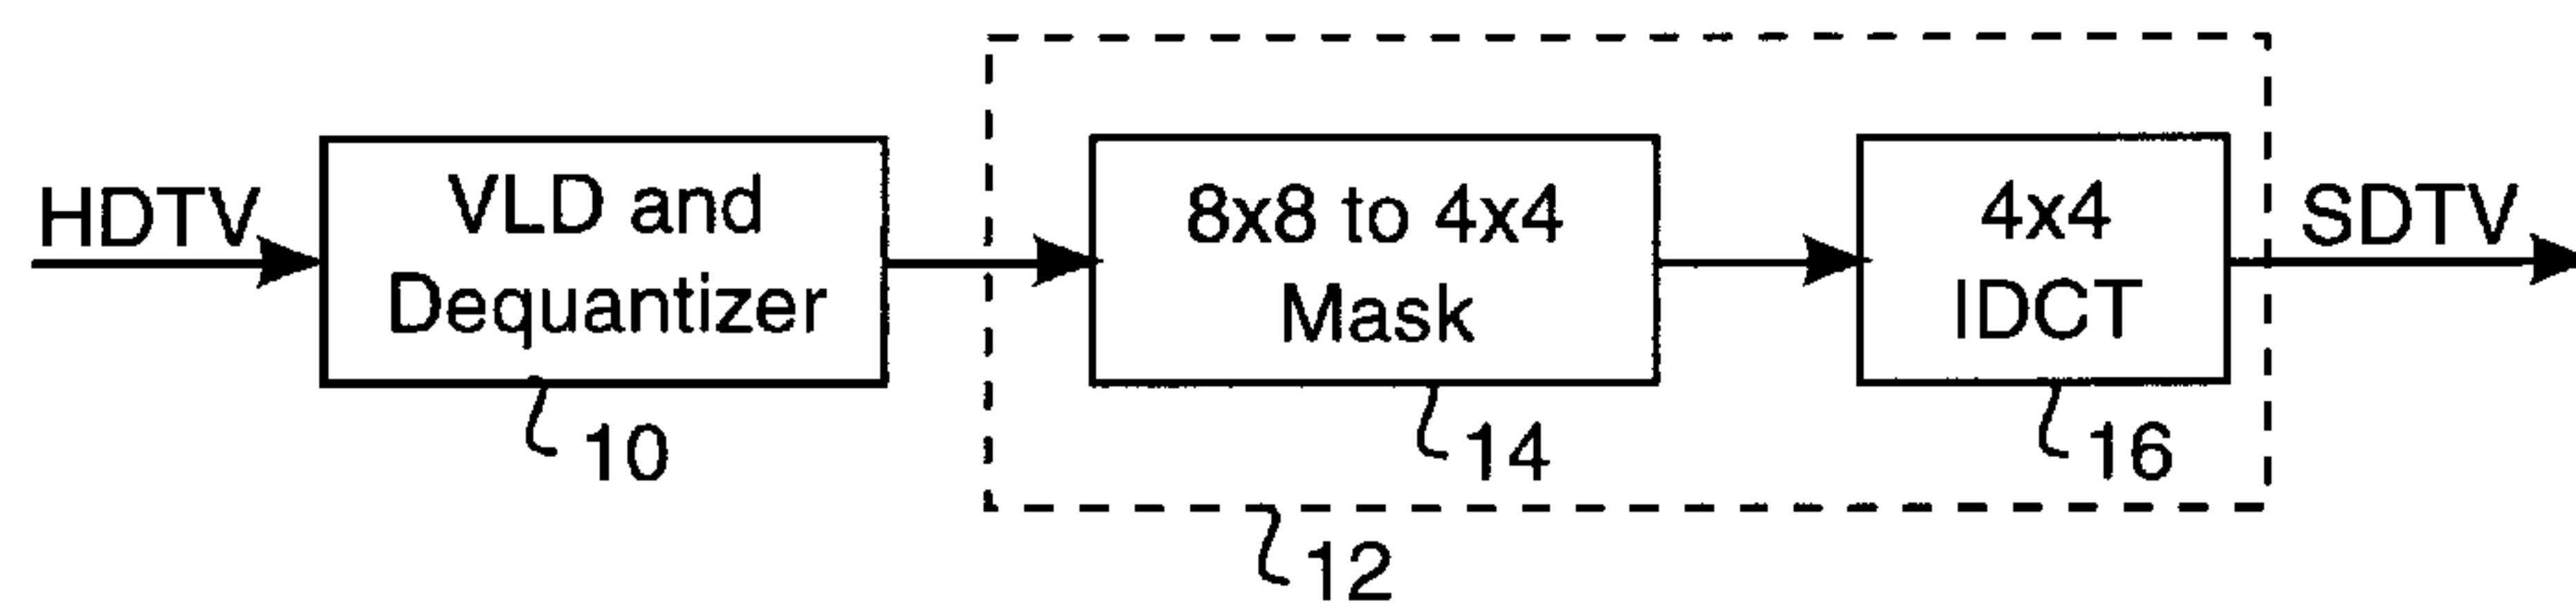 HDTV
VLD and
Dequantizer
8x8 to 4x4
Mask
4x4
IDCT
SDTV
10
14
16
12